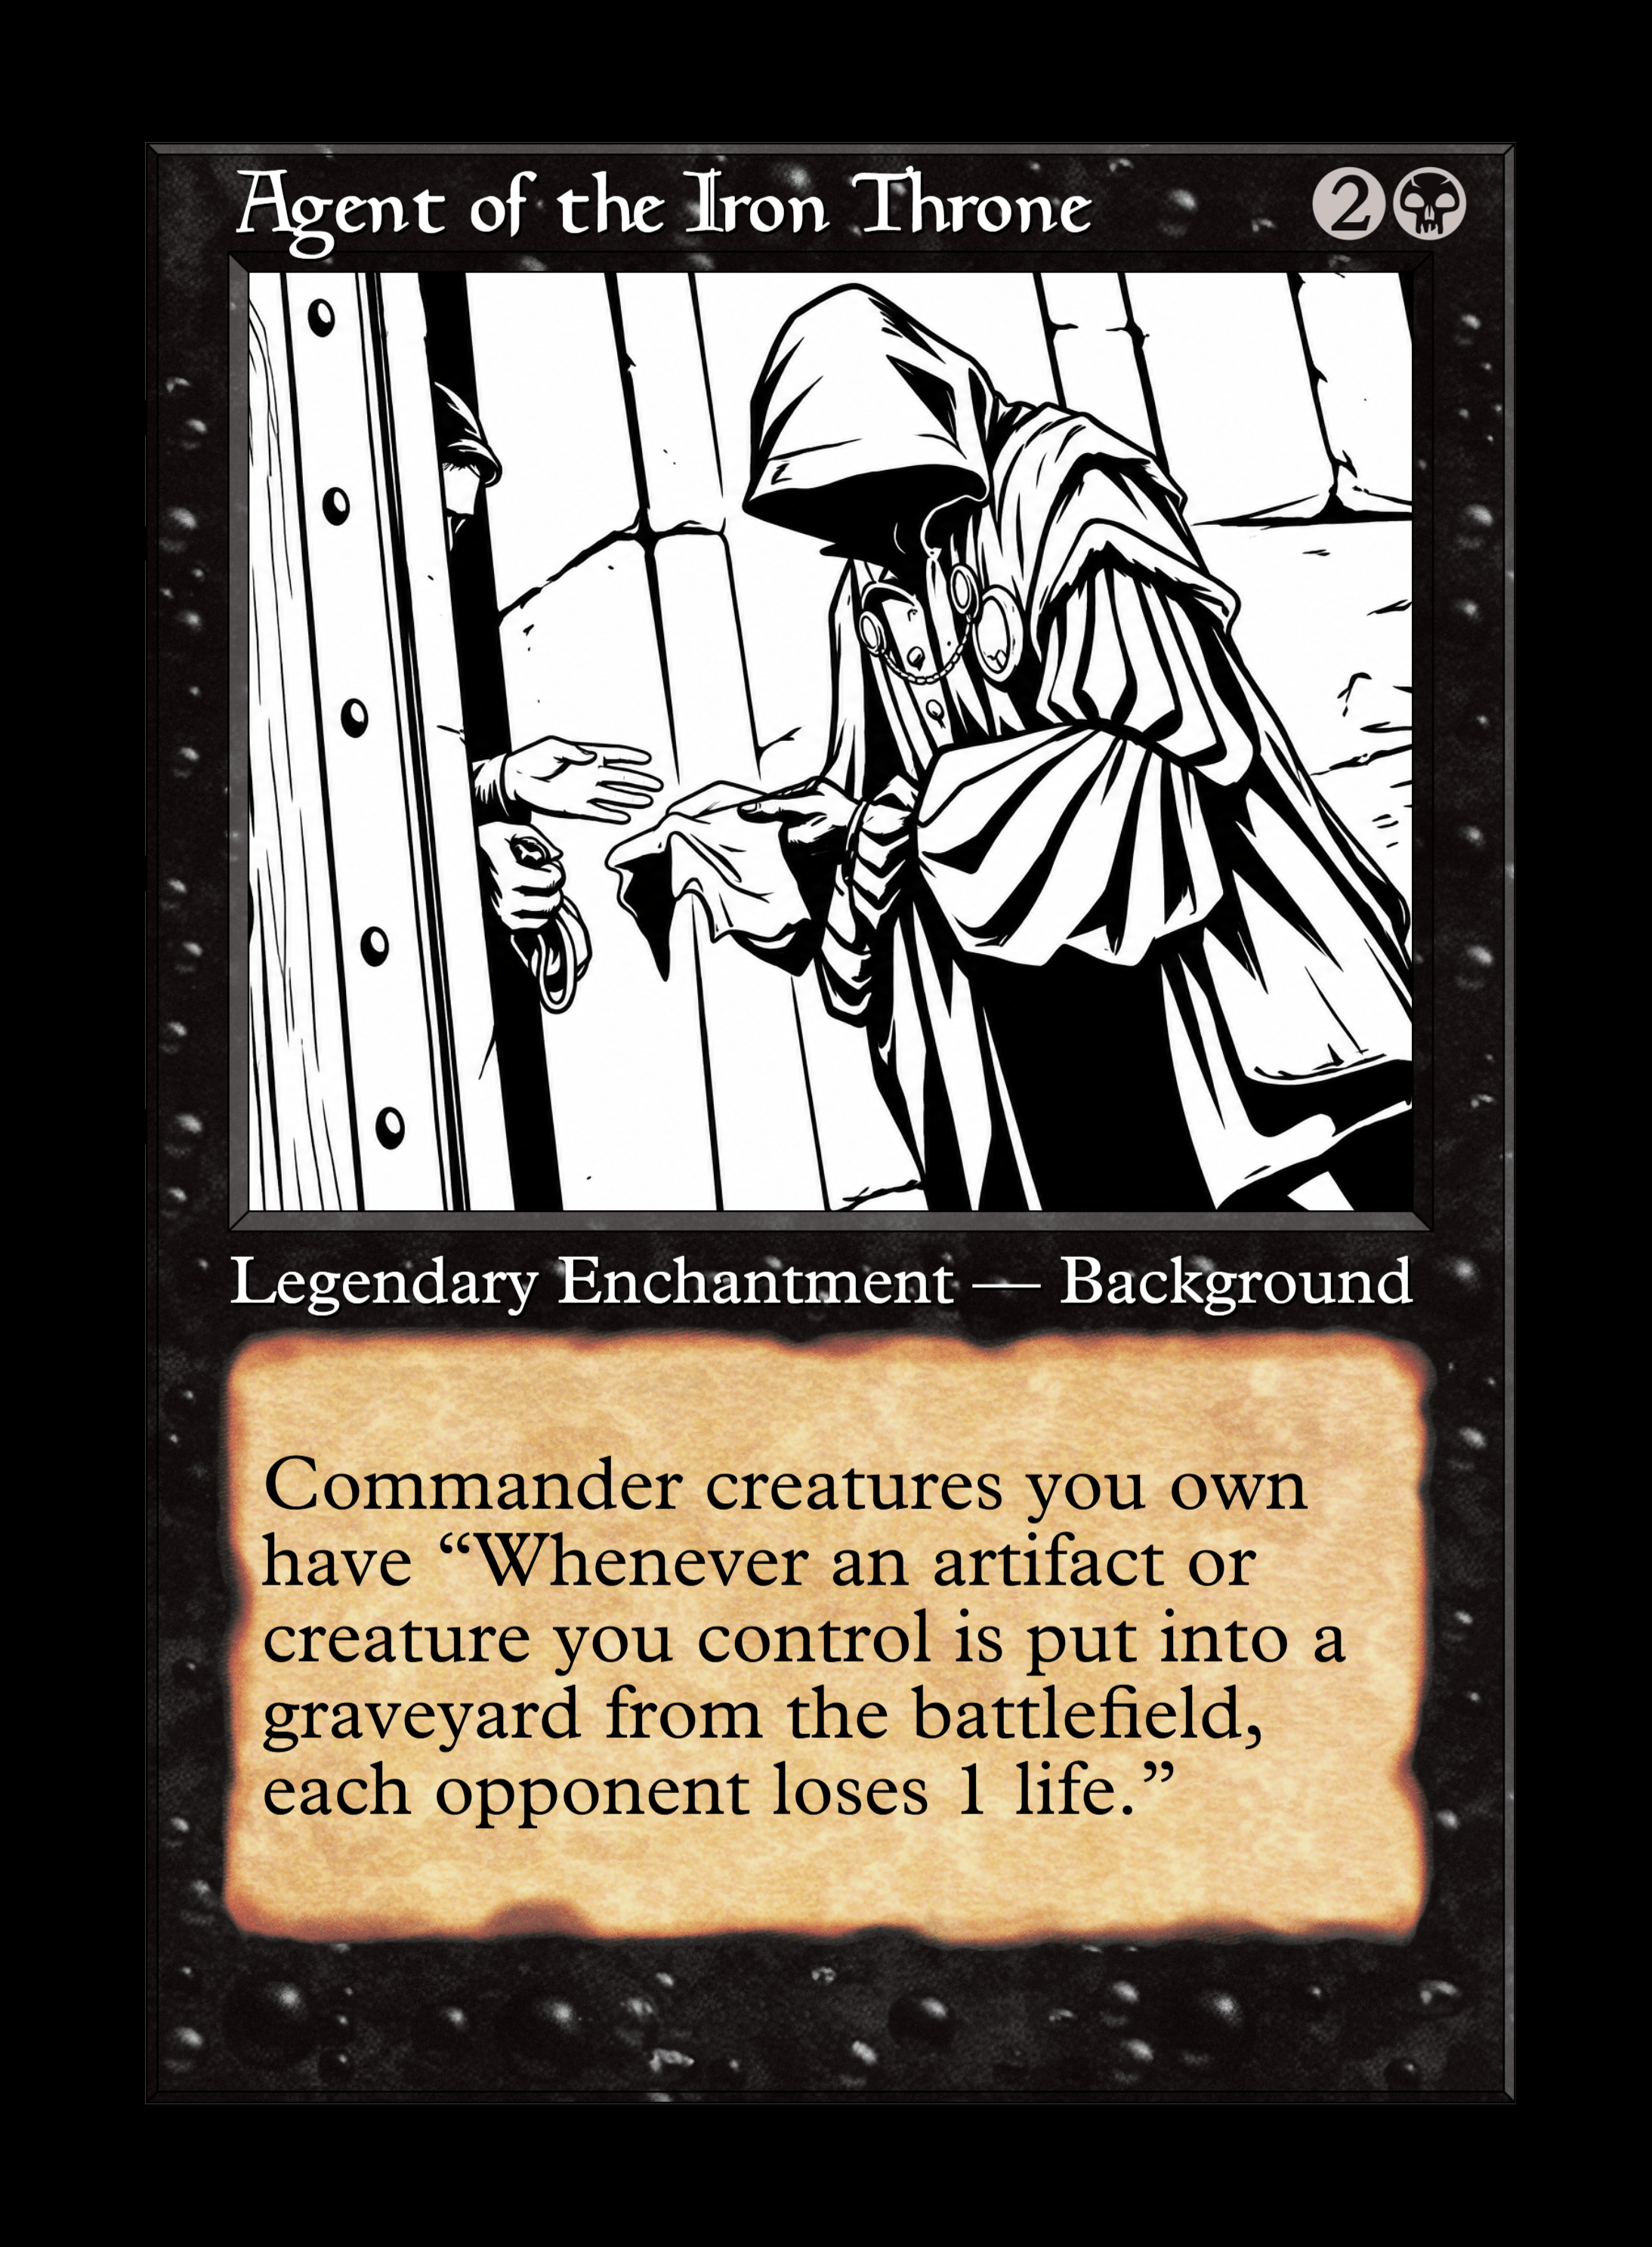 Agent of the Iron Throne 2
Legendary Enchantment — Background
Commander creatures you own
have “Whenever an artifact or
creature you control is put into a
graveyard from the battlefield,
each opponent loses 1 life.”